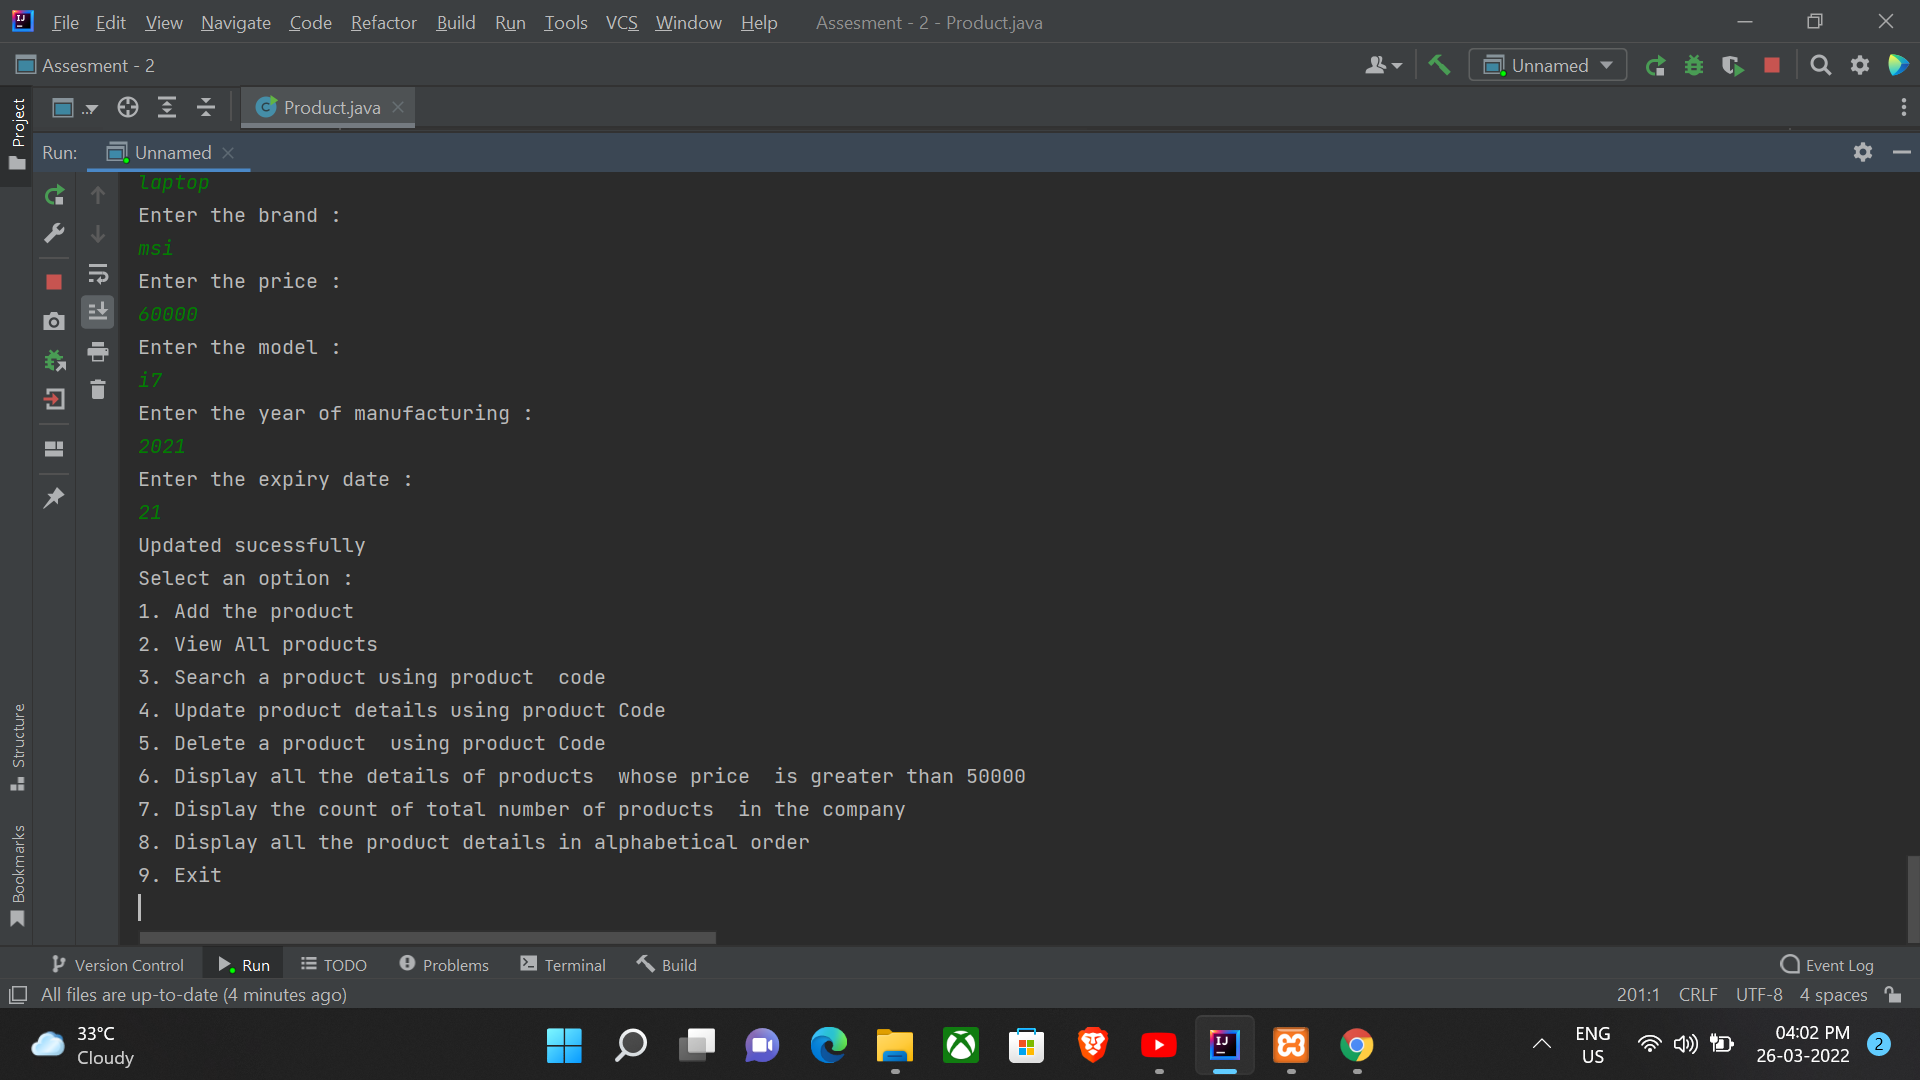 File Edit View Navigate Code Refactor Build Run Tools VCS Window Help Assesment - 2 - Product.java
Assesment - 2 Unnamed
Project
.. Product.java
Run: Unnamed
laptop
Enter the brand :
msi
Enter the price :
60000
Enter the model :
i7
Enter the year of manufacturing :
2021
Enter the expiry date :
21
Updated sucessfully
Select an option :
1. Add the product
2. View All products
3. Search a product using product  code
4. Update product details using product Code
5. Delete a product  using product Code
6. Display all the details of products  whose price  is greater than 50000
7. Display the count of total number of products  in the company
8. Display all the product details in alphabetical order
9. Exit
Structure
Bookmarks
Version Control Run TODO Problems Terminal Build Event Log
All files are up-to-date (4 minutes ago) 201:1 CRLF UTF-8 4 spaces
33°C
Cloudy
ENG
US
04:02 PM
26-03-2022
2